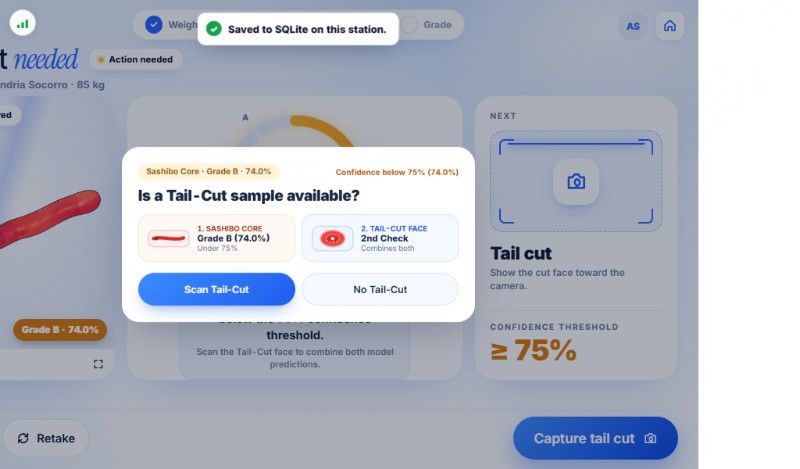 Weigh
Saved to SQLite on this station.
Grade
AS
t needed
Action needed
ndria Socorro · 85 kg
red
A
NEXT
Sashibo Core · Grade B · 74.0%
Confidence below 75% (74.0%)
Is a Tail-Cut sample available?
1. SASHIBO CORE
Grade B (74.0%)
Under 75%
2. TAIL-CUT FACE
2nd Check
Combines both
Scan Tail-Cut
No Tail-Cut
Tail cut
Show the cut face toward the
camera.
Grade B · 74.0%
threshold.
Scan the Tail-Cut face to combine both model
predictions.
CONFIDENCE THRESHOLD
≥ 75%
Retake
Capture tail cut